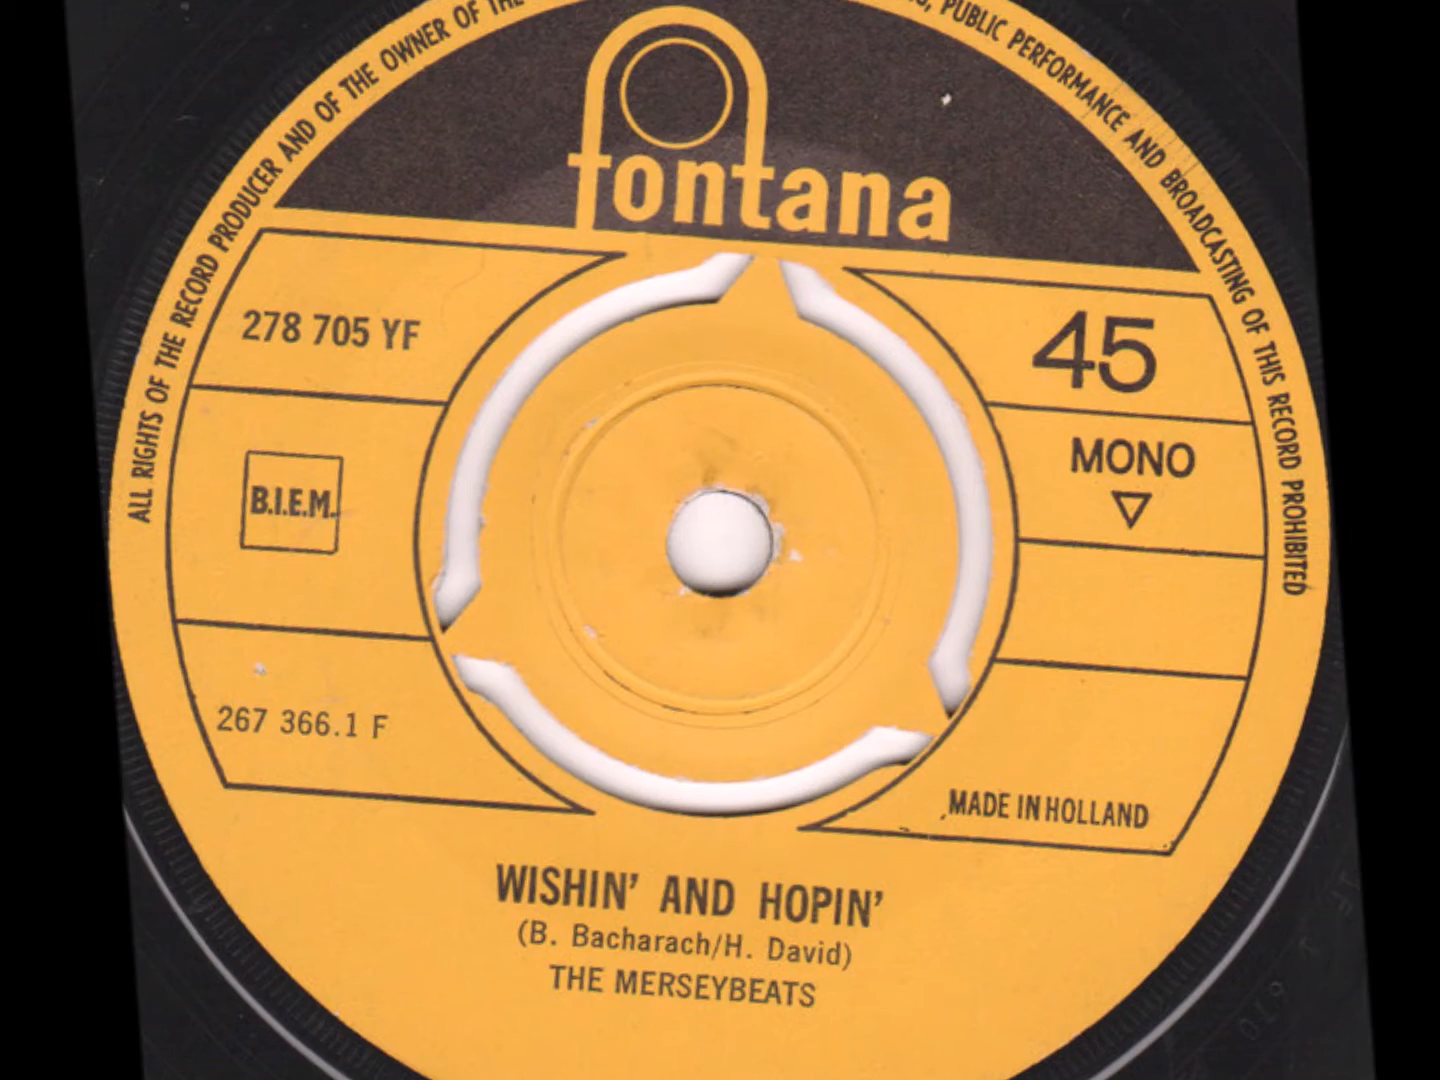 ALL RIGHTS OF THE RECORD PRODUCER AND OF THE OWNER OF THE
PUBLIC PERFORMANCE AND BROADCASTING OF THIS RECORD PROHIBITED
fontana
278 705 YF
45
B.I.E.M.
MONO
267 366.1 F
MADE IN HOLLAND
WISHIN' AND HOPIN'
(B. Bacharach/H. David)
THE MERSEYBEATS